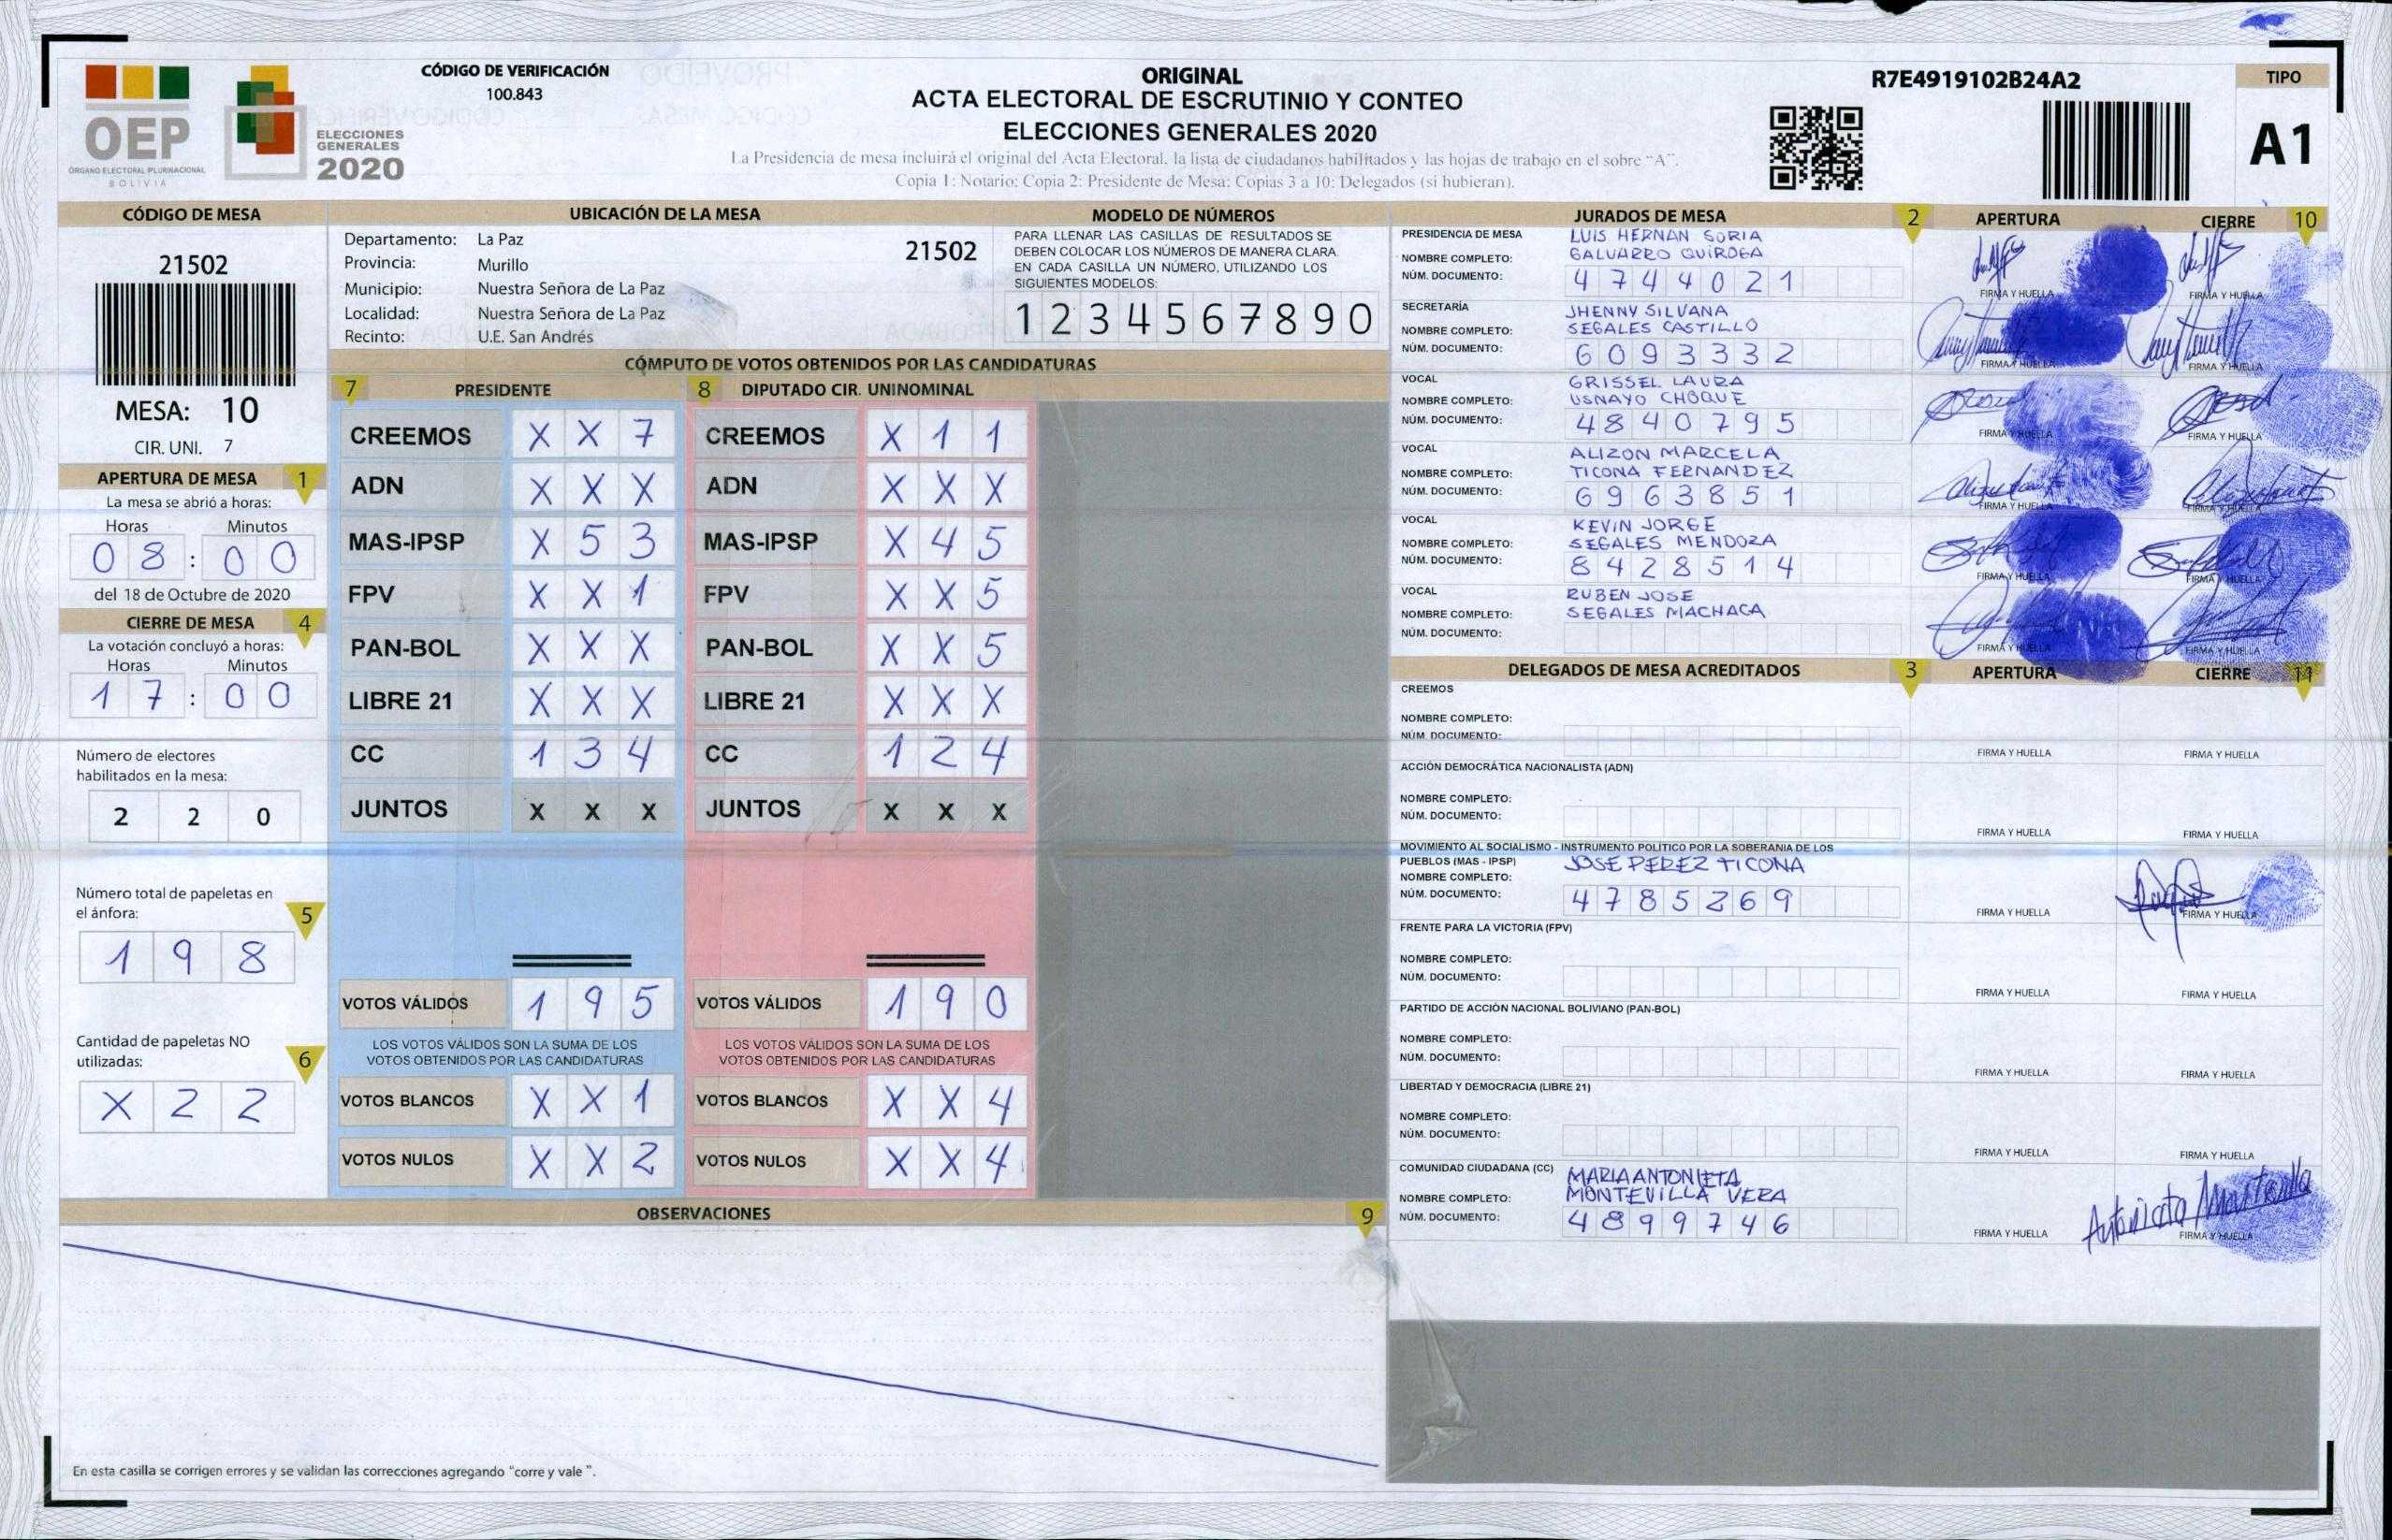 OEP
ÓRGANO ELECTORAL PLURINACIONAL
BOLIVIA
ELECCIONES
GENERALES
2020
CÓDIGO DE VERIFICACIÓN
100.843
ORIGINAL
ACTA ELECTORAL DE ESCRUTINIO Y CONTEO
ELECCIONES GENERALES 2020
La Presidencia de mesa incluirá el original del Acta Electoral, la lista de ciudadanos habilitados y las hojas de trabajo en el sobre “A”.
Copia 1: Notario; Copia 2: Presidente de Mesa; Copias 3 a 10: Delegados (si hubieran).
R7E4919102B24A2
TIPO
A1
CÓDIGO DE MESA
21502
MESA: 10
CIR. UNI. 7
APERTURA DE MESA 1
La mesa se abrió a horas:
Horas Minutos
0 8 : 0 0
del 18 de Octubre de 2020
CIERRE DE MESA 4
La votación concluyó a horas:
Horas Minutos
1 7 : 0 0
Número de electores
habilitados en la mesa:
2 2 0
Número total de papeletas en
el ánfora: 5
1 9 8
Cantidad de papeletas NO
utilizadas: 6
X 2 2
UBICACIÓN DE LA MESA
Departamento: La Paz 21502
Provincia: Murillo
Municipio: Nuestra Señora de La Paz
Localidad: Nuestra Señora de La Paz
Recinto: U.E. San Andrés
MODELO DE NÚMEROS
PARA LLENAR LAS CASILLAS DE RESULTADOS SE
DEBEN COLOCAR LOS NÚMEROS DE MANERA CLARA.
EN CADA CASILLA UN NÚMERO, UTILIZANDO LOS
SIGUIENTES MODELOS:
1 2 3 4 5 6 7 8 9 0
CÓMPUTO DE VOTOS OBTENIDOS POR LAS CANDIDATURAS
7 PRESIDENTE
CREEMOS X X 7
ADN X X X
MAS-IPSP X 5 3
FPV X X 1
PAN-BOL X X X
LIBRE 21 X X X
CC 1 3 4
JUNTOS X X X
VOTOS VÁLIDOS 1 9 5
LOS VOTOS VÁLIDOS SON LA SUMA DE LOS
VOTOS OBTENIDOS POR LAS CANDIDATURAS
VOTOS BLANCOS X X 1
VOTOS NULOS X X 2
8 DIPUTADO CIR. UNINOMINAL
CREEMOS X 1 1
ADN X X X
MAS-IPSP X 4 5
FPV X X 5
PAN-BOL X X 5
LIBRE 21 X X X
CC 1 2 4
JUNTOS X X X
VOTOS VÁLIDOS 1 9 0
LOS VOTOS VÁLIDOS SON LA SUMA DE LOS
VOTOS OBTENIDOS POR LAS CANDIDATURAS
VOTOS BLANCOS X X 4
VOTOS NULOS X X 4
OBSERVACIONES 9
En esta casilla se corrigen errores y se validan las correcciones agregando “corre y vale ”.
JURADOS DE MESA 2 APERTURA CIERRE 10
PRESIDENCIA DE MESA
NOMBRE COMPLETO: LUIS HERNAN SORIA
GALVARRO QUIROGA
NÚM. DOCUMENTO: 4 7 4 4 0 2 1
FIRMA Y HUELLA FIRMA Y HUELLA
SECRETARÍA
NOMBRE COMPLETO: JHENNY SILVANA
SEGALES CASTILLO
NÚM. DOCUMENTO: 6 0 9 3 3 3 2
FIRMA Y HUELLA FIRMA Y HUELLA
VOCAL
NOMBRE COMPLETO: GRISSEL LAURA
USNAYO CHOQUE
NÚM. DOCUMENTO: 4 8 4 0 7 9 5
FIRMA Y HUELLA FIRMA Y HUELLA
VOCAL
NOMBRE COMPLETO: ALIZON MARCELA
TICONA FERNANDEZ
NÚM. DOCUMENTO: 6 9 6 3 8 5 1
FIRMA Y HUELLA FIRMA Y HUELLA
VOCAL
NOMBRE COMPLETO: KEVIN JORGE
SEGALES MENDOZA
NÚM. DOCUMENTO: 8 4 2 8 5 1 4
FIRMA Y HUELLA FIRMA Y HUELLA
VOCAL
NOMBRE COMPLETO: RUBEN JOSE
SEGALES MACHACA
NÚM. DOCUMENTO:
FIRMA Y HUELLA FIRMA Y HUELLA
DELEGADOS DE MESA ACREDITADOS 3 APERTURA CIERRE 11
CREEMOS
NOMBRE COMPLETO:
NÚM. DOCUMENTO:
FIRMA Y HUELLA FIRMA Y HUELLA
ACCIÓN DEMOCRÁTICA NACIONALISTA (ADN)
NOMBRE COMPLETO:
NÚM. DOCUMENTO:
FIRMA Y HUELLA FIRMA Y HUELLA
MOVIMIENTO AL SOCIALISMO - INSTRUMENTO POLÍTICO POR LA SOBERANIA DE LOS
PUEBLOS (MAS - IPSP)
NOMBRE COMPLETO: JOSE PEREZ TICONA
NÚM. DOCUMENTO: 4 7 8 5 2 6 9
FIRMA Y HUELLA FIRMA Y HUELLA
FRENTE PARA LA VICTORIA (FPV)
NOMBRE COMPLETO:
NÚM. DOCUMENTO:
FIRMA Y HUELLA FIRMA Y HUELLA
PARTIDO DE ACCIÓN NACIONAL BOLIVIANO (PAN-BOL)
NOMBRE COMPLETO:
NÚM. DOCUMENTO:
FIRMA Y HUELLA FIRMA Y HUELLA
LIBERTAD Y DEMOCRACIA (LIBRE 21)
NOMBRE COMPLETO:
NÚM. DOCUMENTO:
FIRMA Y HUELLA FIRMA Y HUELLA
COMUNIDAD CIUDADANA (CC)
NOMBRE COMPLETO: MARIA ANTONIETA
MONTEVILLA VERA
NÚM. DOCUMENTO: 4 8 9 9 7 4 6
FIRMA Y HUELLA FIRMA Y HUELLA